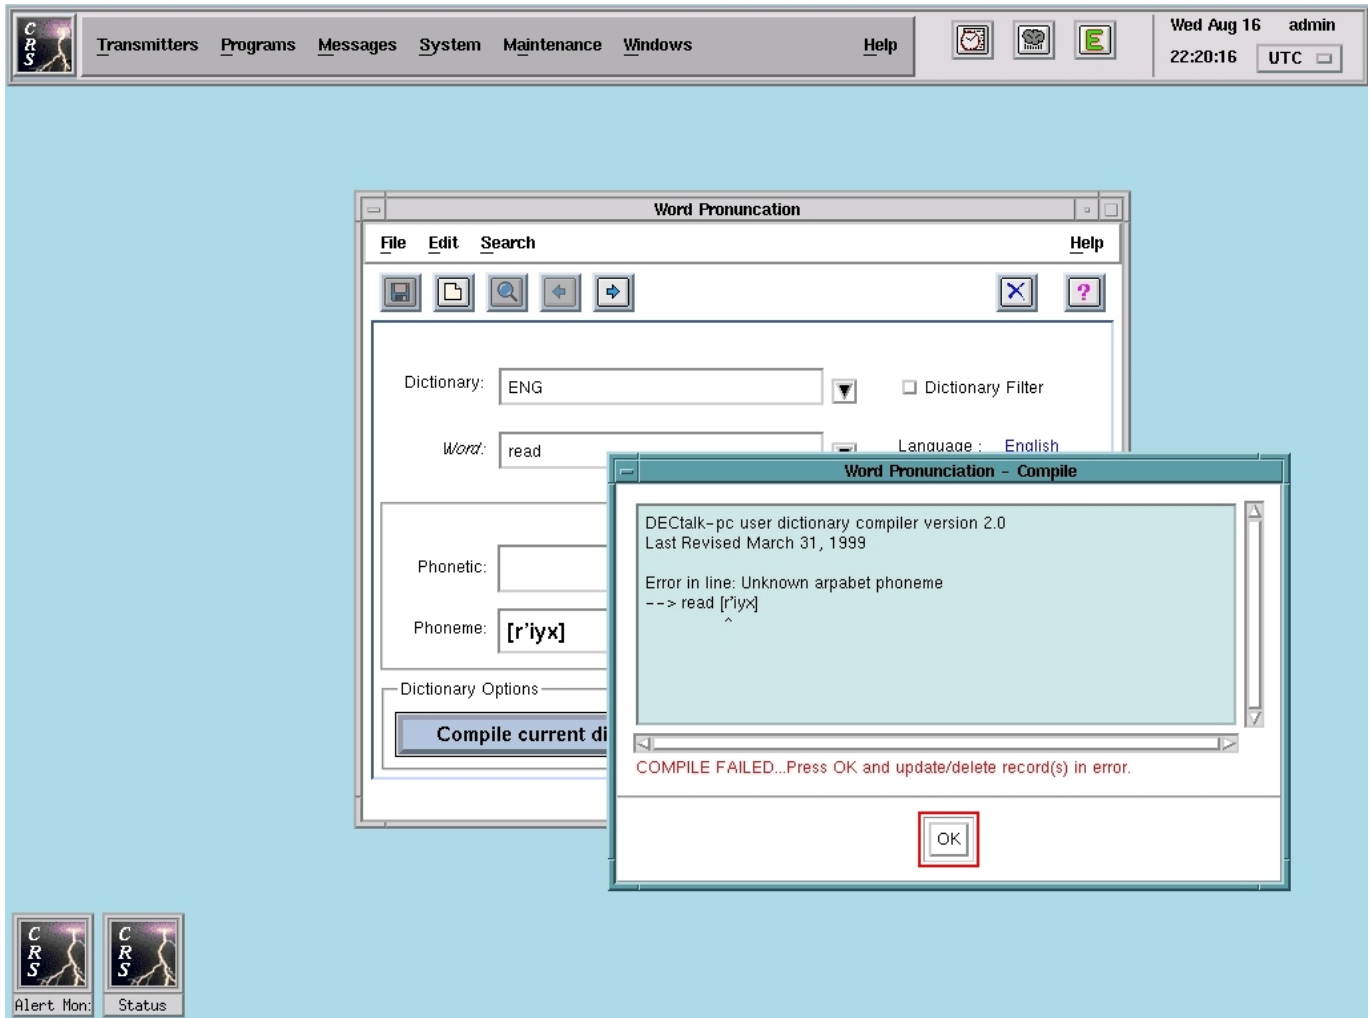 C
R
S
Transmitters Programs Messages System Maintenance Windows Help
E
Wed Aug 16 admin
22:20:16 UTC
Word Pronuncation
File Edit Search Help
?
Dictionary: ENG Dictionary Filter
Word: read Language : English
Word Pronunciation - Compile
DECtalk-pc user dictionary compiler version 2.0
Last Revised March 31, 1999
Error in line: Unknown arpabet phoneme
--> read [r'iyx]
^
Phonetic:
Phoneme: [r'iyx]
Dictionary Options
Compile current di
COMPILE FAILED...Press OK and update/delete record(s) in error.
OK
C
R
S
Alert Mon:
C
R
S
Status